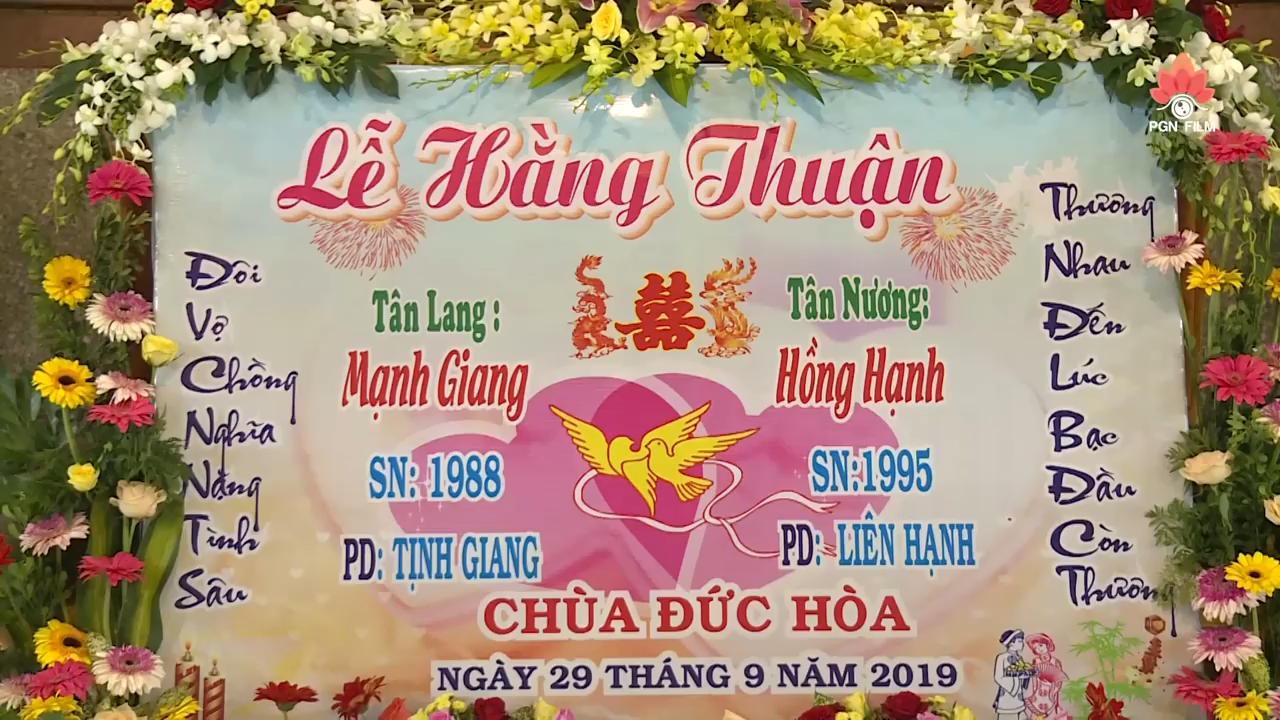 PGN FILM
Lễ Hằng Thuận
Đôi
Vợ
Chồng
Nghĩa
Nặng
Tình
Sâu
Tân Lang :
Mạnh Giang
SN: 1988
PD: TỊNH GIANG
囍
Tân Nương:
Hồng Hạnh
SN:1995
PD: LIÊN HẠNH
Thương
Nhau
Đến
Lúc
Bạc
Đầu
Còn
Thương
CHÙA ĐỨC HÒA
NGÀY 29 THÁNG 9 NĂM 2019